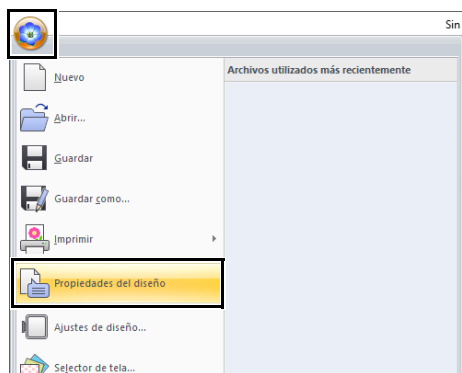 Sin
Nuevo
Archivos utilizados más recientemente
Abrir...
Guardar
Guardar como...
Imprimir
Propiedades del diseño
Ajustes de diseño...
Selector de tela...